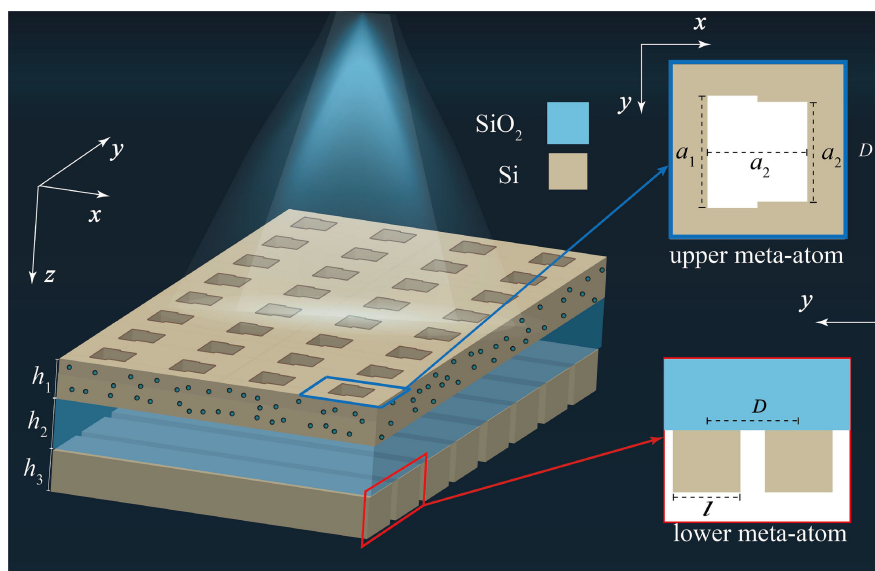 x
y
SiO₂
Si
a₁
a₂
a₂
D
upper meta-atom
y
x
z
y
h₁
h₂
h₃
D
l
lower meta-atom